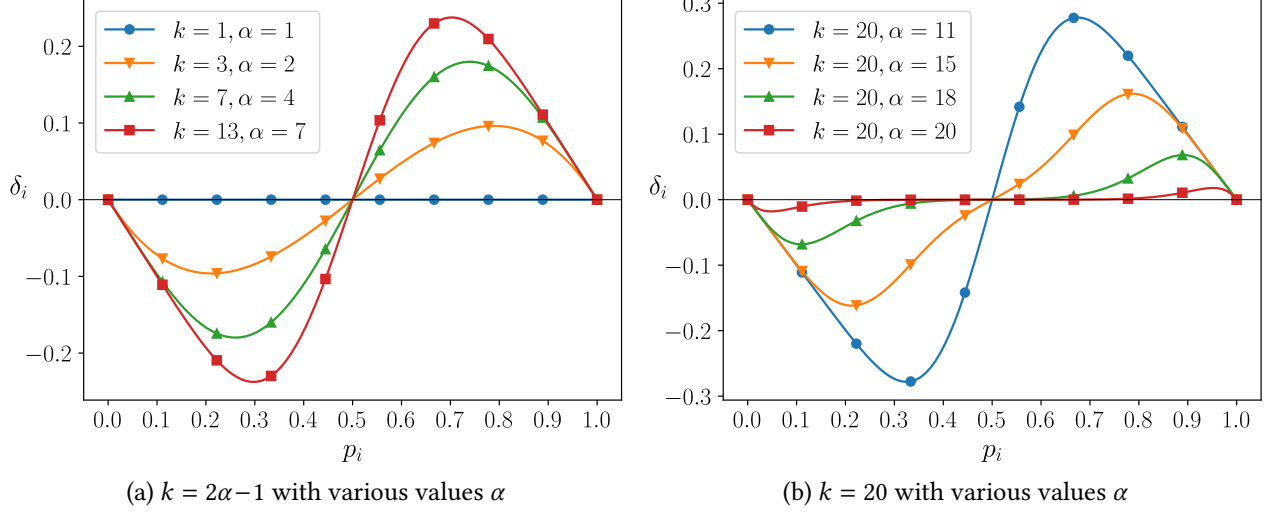 k = 1, α = 1
k = 3, α = 2
k = 7, α = 4
k = 13, α = 7
0.2
0.1
0.0
−0.1
−0.2
δᵢ
0.0 0.1 0.2 0.3 0.4 0.5 0.6 0.7 0.8 0.9 1.0
pᵢ
(a) k = 2α−1 with various values α
k = 20, α = 11
k = 20, α = 15
k = 20, α = 18
k = 20, α = 20
0.3
0.2
0.1
0.0
−0.1
−0.2
−0.3
δᵢ
0.0 0.1 0.2 0.3 0.4 0.5 0.6 0.7 0.8 0.9 1.0
pᵢ
(b) k = 20 with various values α